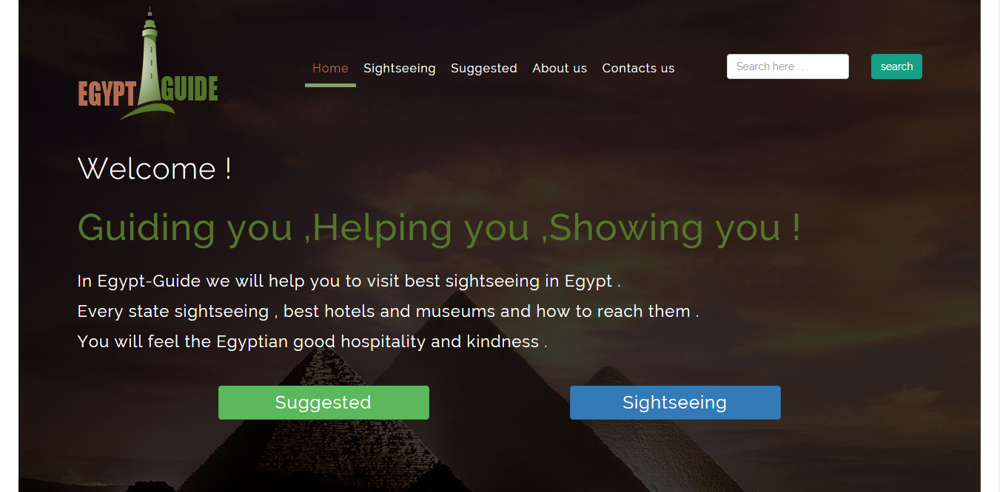 EGYPT GUIDE
Home Sightseeing Suggested About us Contacts us
Search here . . .
search
Welcome !
Guiding you ,Helping you ,Showing you !
In Egypt-Guide we will help you to visit best sightseeing in Egypt .
Every state sightseeing , best hotels and museums and how to reach them .
You will feel the Egyptian good hospitality and kindness .
Suggested
Sightseeing